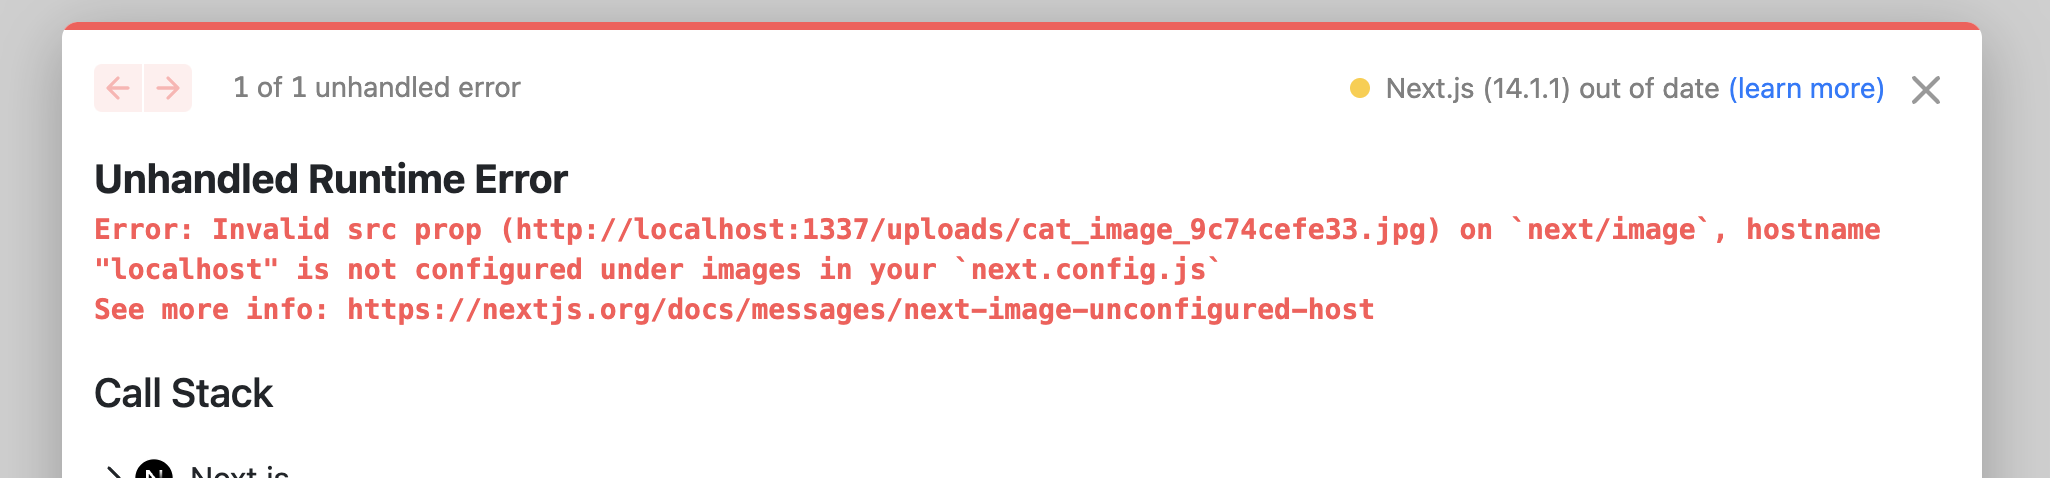 1 of 1 unhandled error
Next.js (14.1.1) out of date (learn more)
Unhandled Runtime Error
Error: Invalid src prop (http://localhost:1337/uploads/cat_image_9c74cefe33.jpg) on `next/image`, hostname
"localhost" is not configured under images in your `next.config.js`
See more info: https://nextjs.org/docs/messages/next-image-unconfigured-host
Call Stack
N Next.js